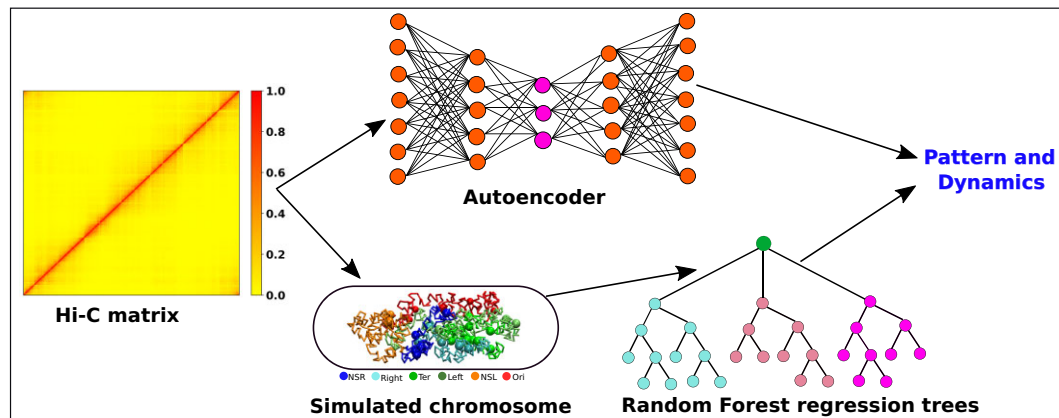 1.0
0.8
0.6
0.4
0.2
0.0
Hi-C matrix
Autoencoder
Pattern and
Dynamics
NSR Right Ter Left NSL Ori
Simulated chromosome
Random Forest regression trees